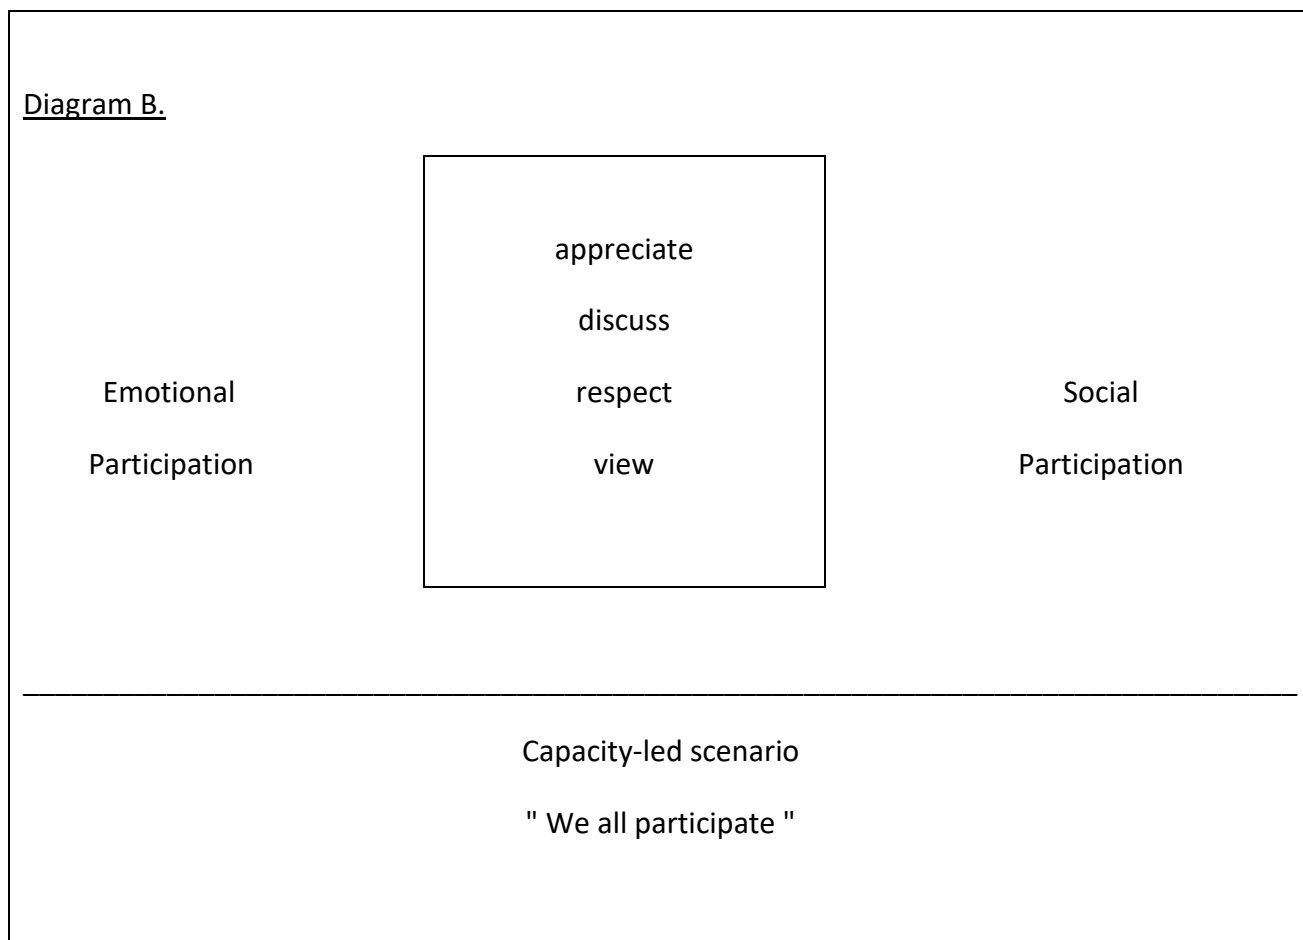 Diagram B.
appreciate
discuss
Emotional respect Social
Participation view Participation
Capacity-led scenario
" We all participate "